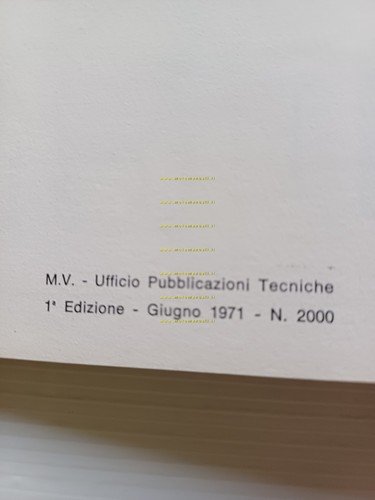 M.V. - Ufficio Pubblicazioni Tecniche
1ª Edizione - Giugno 1971 - N. 2000